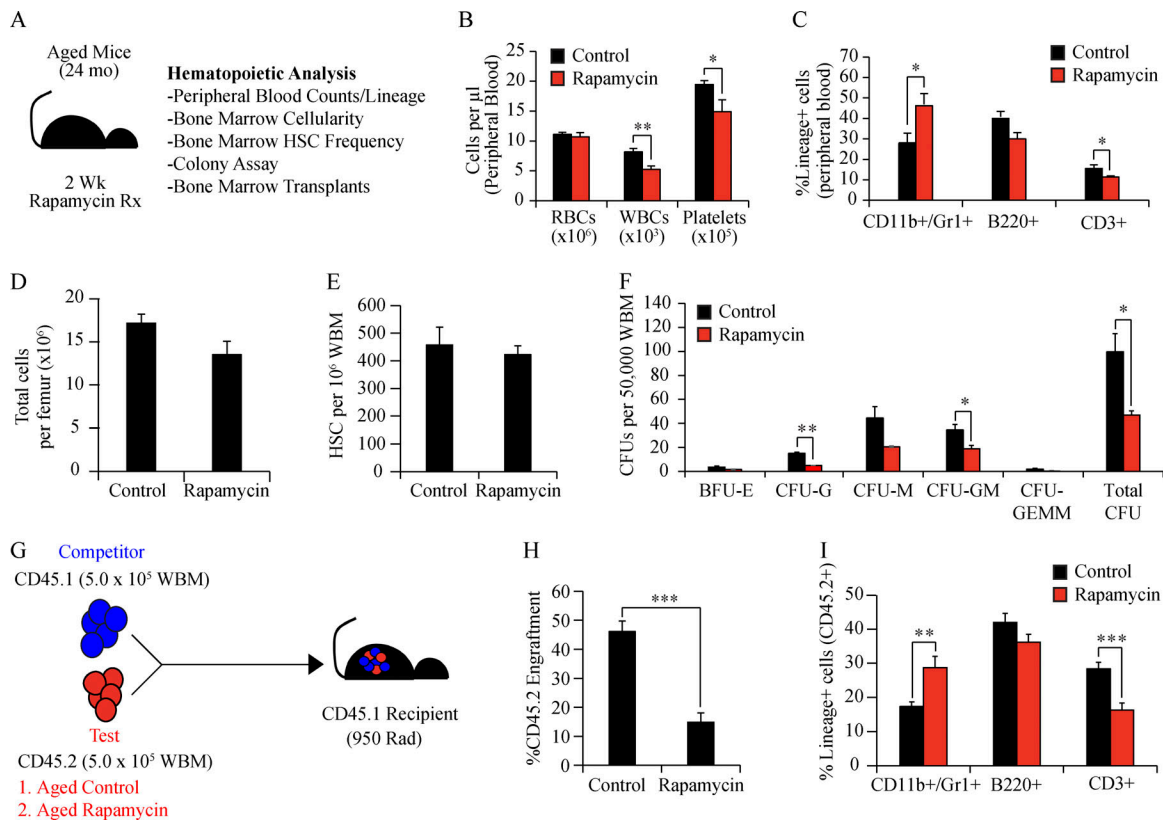 A
Aged Mice
(24 mo)
2 Wk
Rapamycin Rx
Hematopoietic Analysis
-Peripheral Blood Counts/Lineage
-Bone Marrow Cellularity
-Bone Marrow HSC Frequency
-Colony Assay
-Bone Marrow Transplants
B
Cells per µl
(Peripheral Blood)
25
20
15
10
5
0
Control
Rapamycin
*
**
RBCs
(x10⁶)
WBCs
(x10³)
Platelets
(x10⁵)
C
%Lineage+ cells
(peripheral blood)
80
70
60
50
40
30
20
10
0
Control
Rapamycin
*
*
CD11b+/Gr1+
B220+
CD3+
D
Total cells
per femur (x10⁶)
20
15
10
5
0
Control
Rapamycin
E
HSC per 10⁶ WBM
600
500
400
300
200
100
0
Control
Rapamycin
F
CFUs per 50,000 WBM
140
120
100
80
60
40
20
0
Control
Rapamycin
**
*
*
BFU-E
CFU-G
CFU-M
CFU-GM
CFU-
GEMM
Total
CFU
G
Competitor
CD45.1 (5.0 x 10⁵ WBM)
Test
CD45.2 (5.0 x 10⁵ WBM)
1. Aged Control
2. Aged Rapamycin
CD45.1 Recipient
(950 Rad)
H
%CD45.2 Engraftment
60
50
40
30
20
10
0
***
Control
Rapamycin
I
% Lineage+ cells (CD45.2+)
50
40
30
20
10
0
Control
Rapamycin
**
***
CD11b+/Gr1+
B220+
CD3+